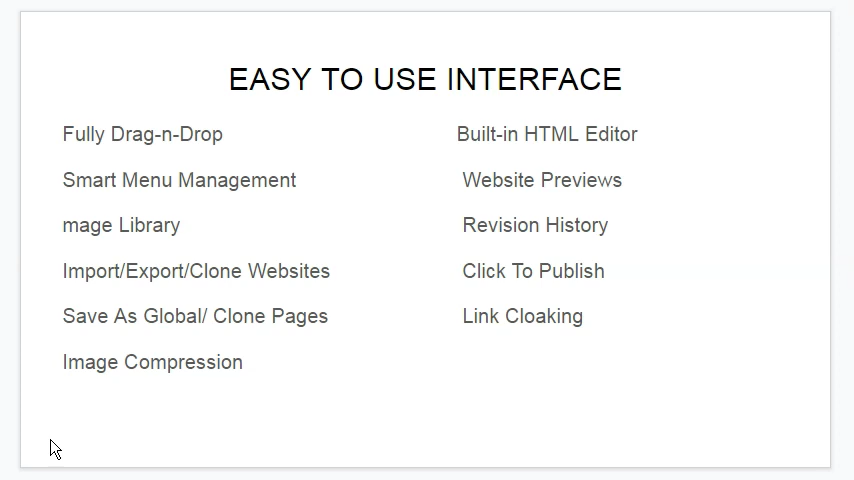 EASY TO USE INTERFACE
Fully Drag-n-Drop
Smart Menu Management
mage Library
Import/Export/Clone Websites
Save As Global/ Clone Pages
Image Compression
Built-in HTML Editor
Website Previews
Revision History
Click To Publish
Link Cloaking